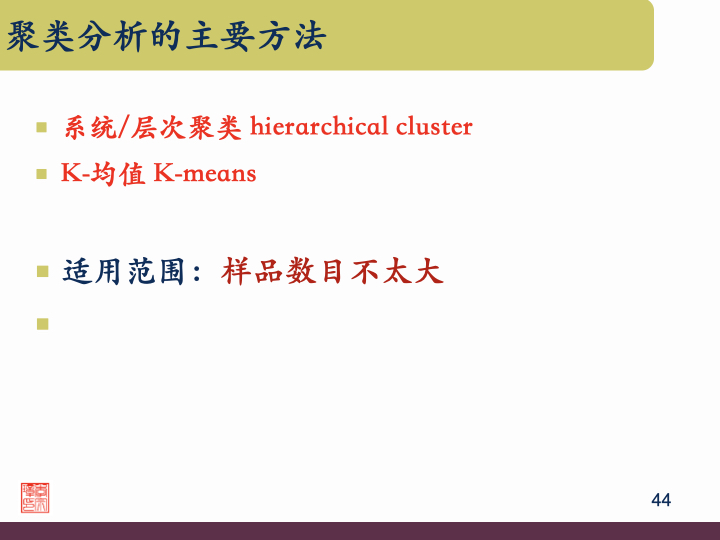 聚类分析的主要方法
系统/层次聚类 hierarchical cluster
K-均值 K-means
适用范围：样品数目不太大
44